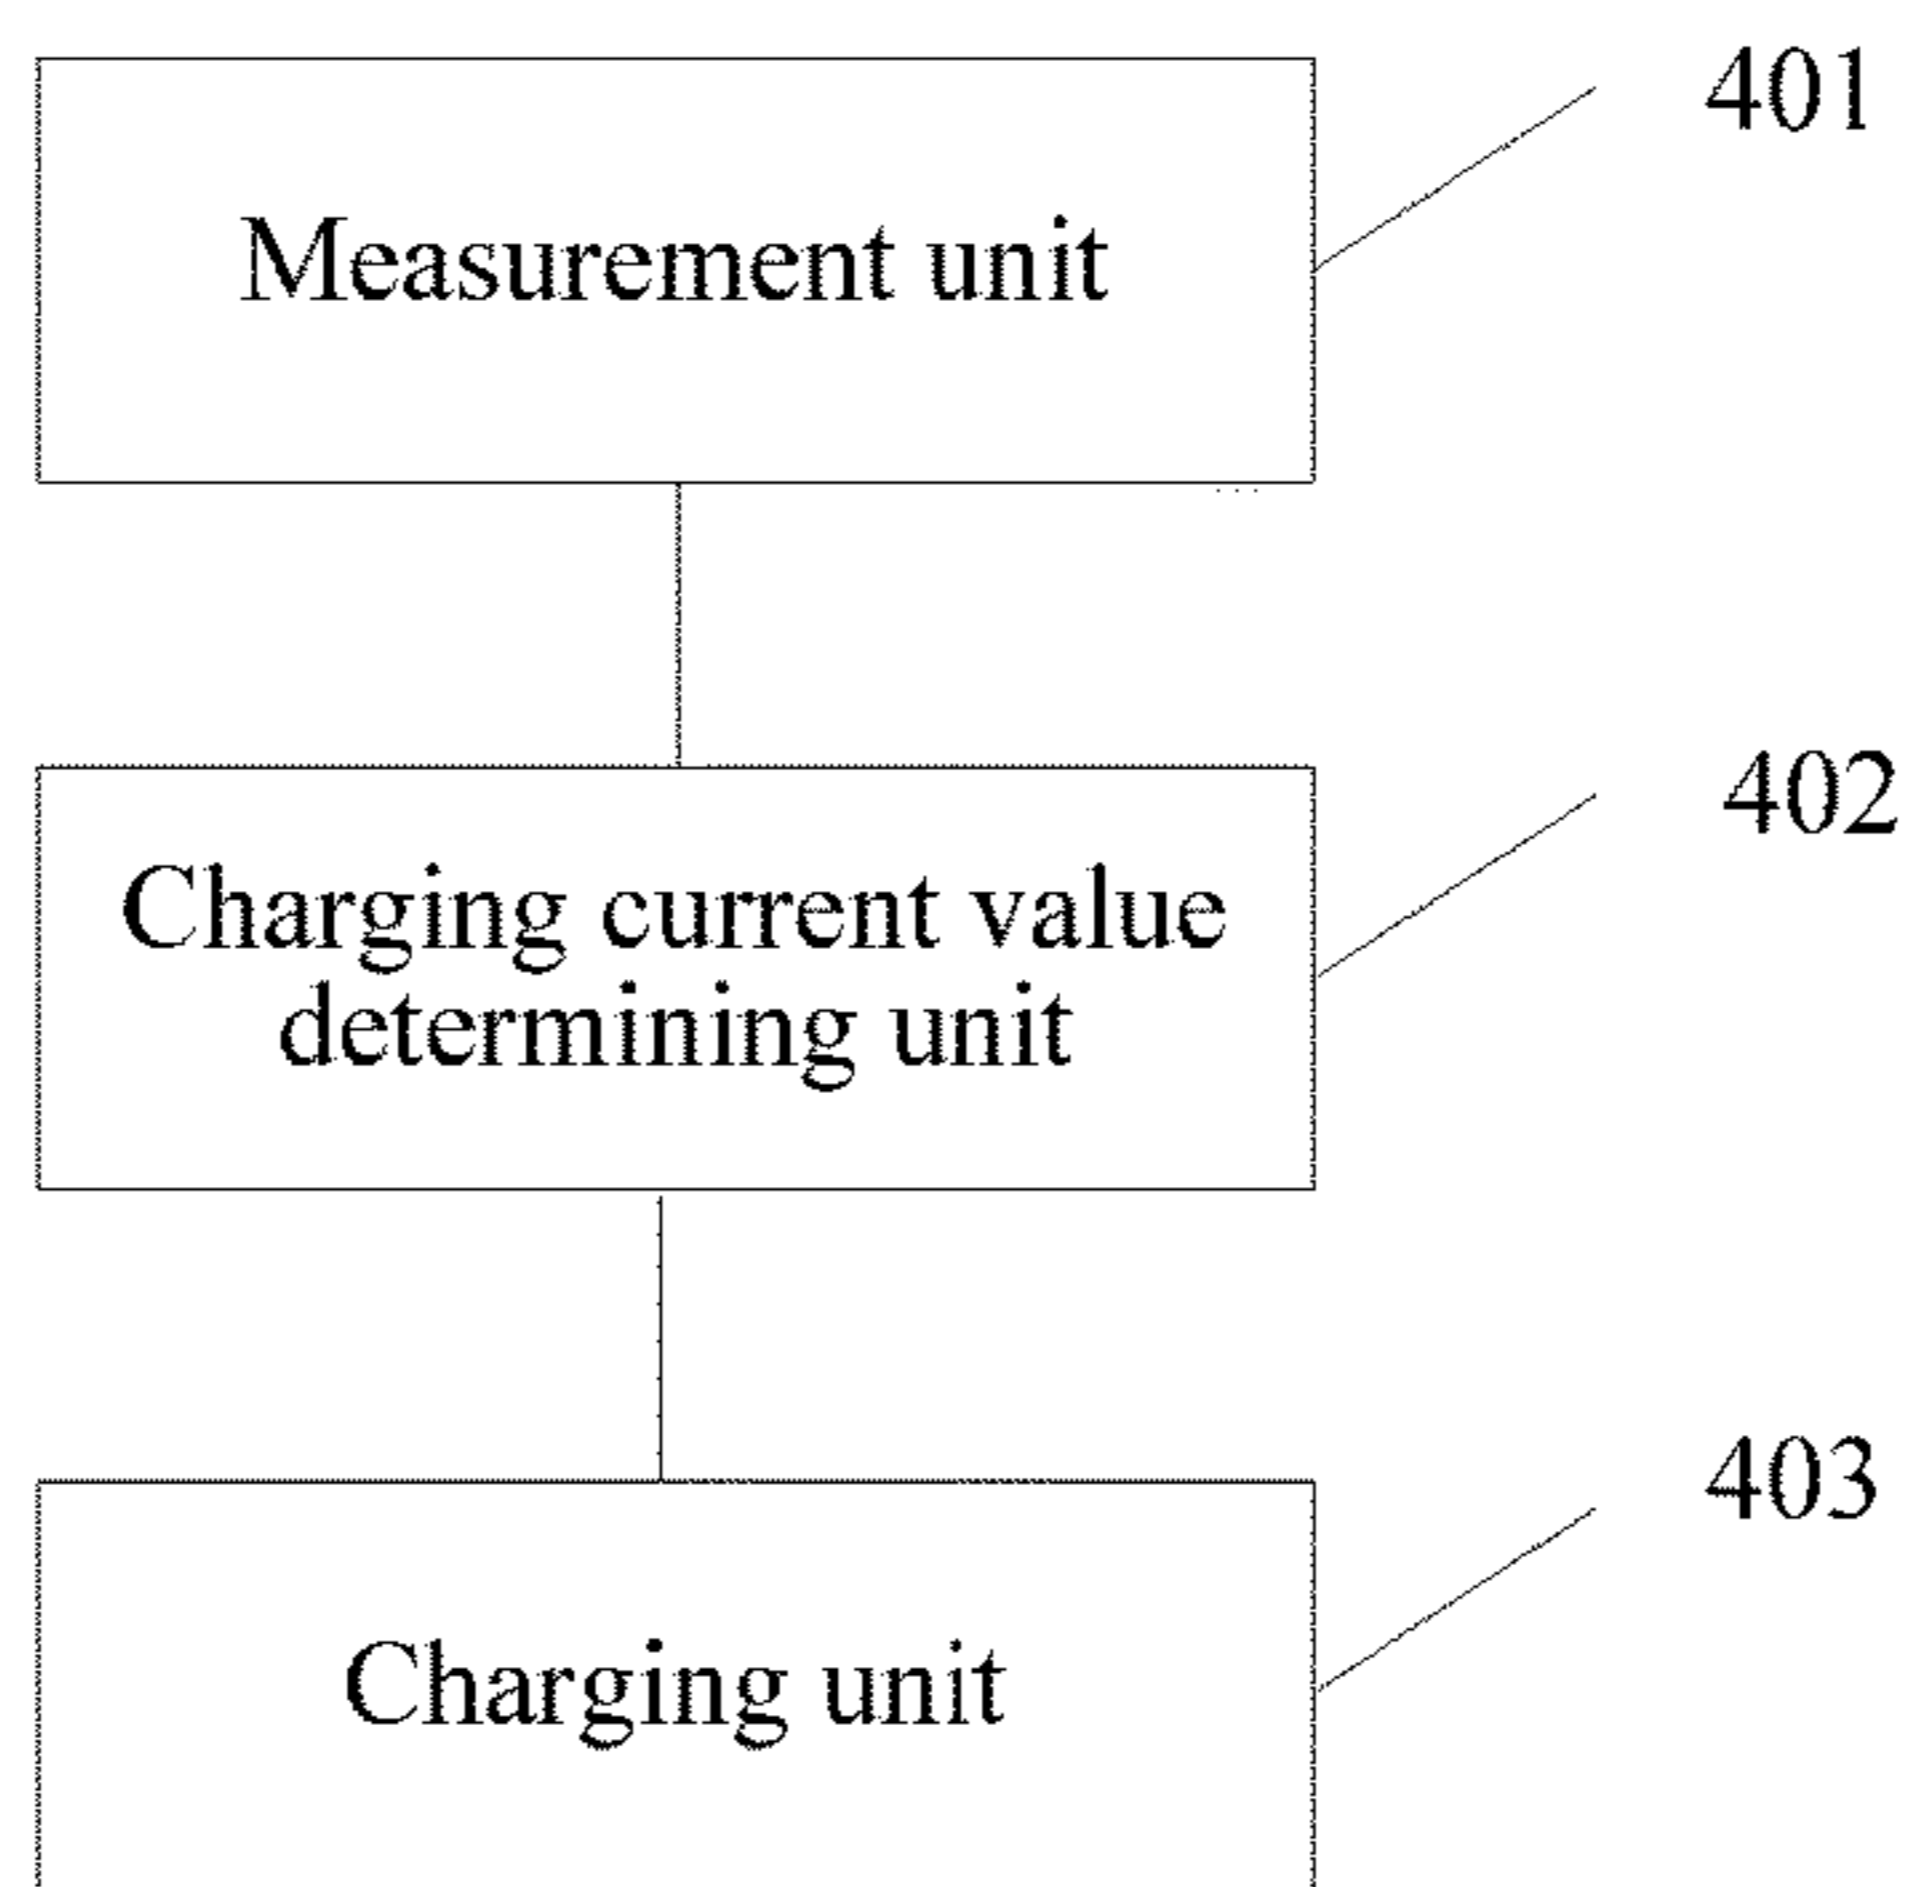 401
Measurement unit
402
Charging current value
determining unit
403
Charging unit